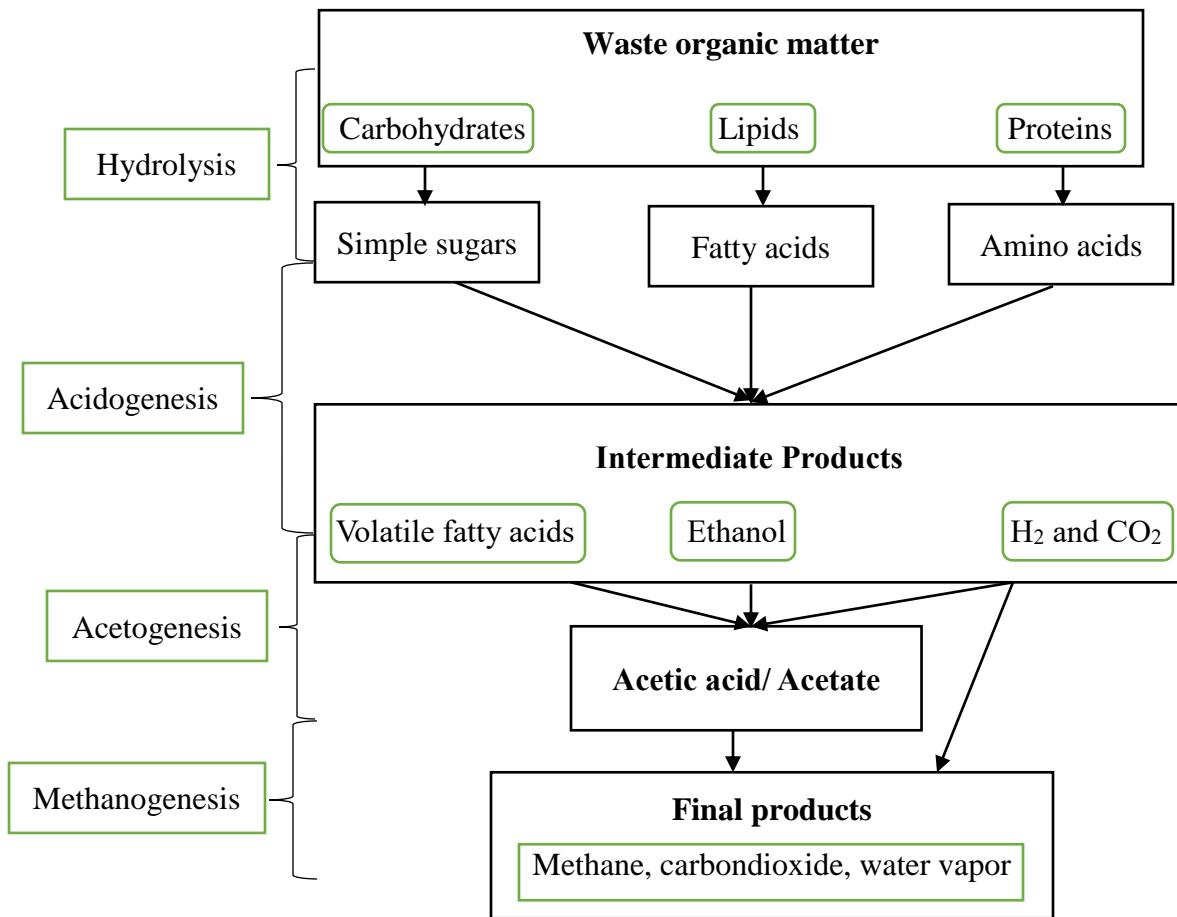 Waste organic matter
Carbohydrates
Lipids
Proteins
Hydrolysis
Simple sugars
Fatty acids
Amino acids
Acidogenesis
Intermediate Products
Volatile fatty acids
Ethanol
H₂ and CO₂
Acetogenesis
Acetic acid/ Acetate
Methanogenesis
Final products
Methane, carbondioxide, water vapor